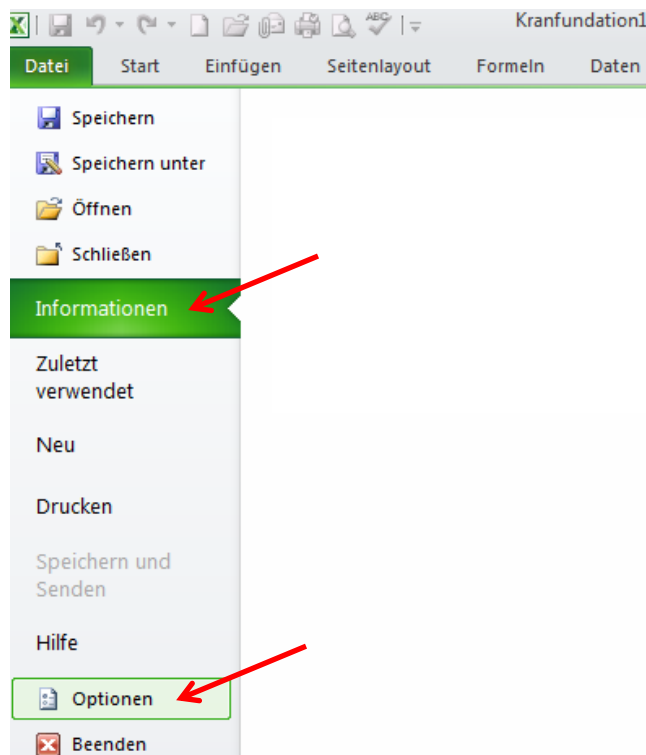 Kranfundation1
Datei Start Einfügen Seitenlayout Formeln Daten
Speichern
Speichern unter
Öffnen
Schließen
Informationen
Zuletzt
verwendet
Neu
Drucken
Speichern und
Senden
Hilfe
Optionen
Beenden